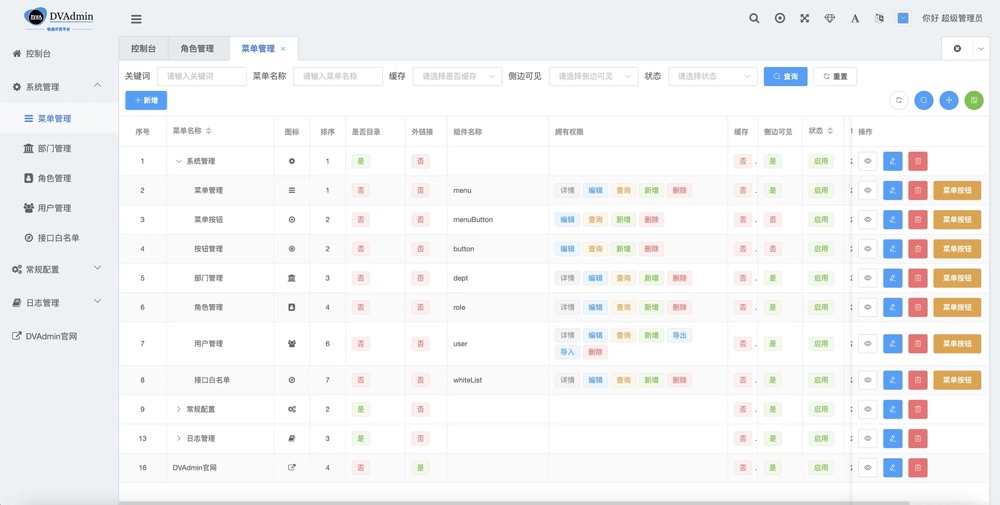 DVAdmin
快速开发平台
你好 超级管理员
控制台
系统管理
菜单管理
部门管理
角色管理
用户管理
接口白名单
常规配置
日志管理
DVAdmin官网
控制台 角色管理 菜单管理 ×
关键词 请输入关键词 菜单名称 请输入菜单名称 缓存 请选择是否缓存 侧边可见 请选择侧边可见 状态 请选择状态 查询 重置
+ 新增
序号 菜单名称 图标 排序 是否目录 外链接 组件名称 拥有权限 缓存 侧边可见 状态 操作
1 系统管理 1 是 否 否 是 启用
2 菜单管理 1 否 否 menu 详情 编辑 查询 新增 删除 否 是 启用 菜单按钮
3 菜单按钮 2 否 否 menuButton 编辑 查询 新增 删除 否 否 启用 菜单按钮
4 按钮管理 2 否 否 button 编辑 查询 新增 删除 否 是 启用 菜单按钮
5 部门管理 3 否 否 dept 详情 编辑 查询 新增 删除 否 是 启用 菜单按钮
6 角色管理 4 否 否 role 详情 编辑 查询 新增 删除 否 是 启用 菜单按钮
7 用户管理 6 否 否 user 详情 编辑 查询 新增 导出 否 是 启用 菜单按钮
导入 删除
8 接口白名单 7 否 否 whiteList 详情 编辑 查询 新增 删除 否 是 启用 菜单按钮
9 常规配置 2 是 否 否 是 启用
13 日志管理 3 是 否 否 是 启用
16 DVAdmin官网 4 否 是 否 是 启用